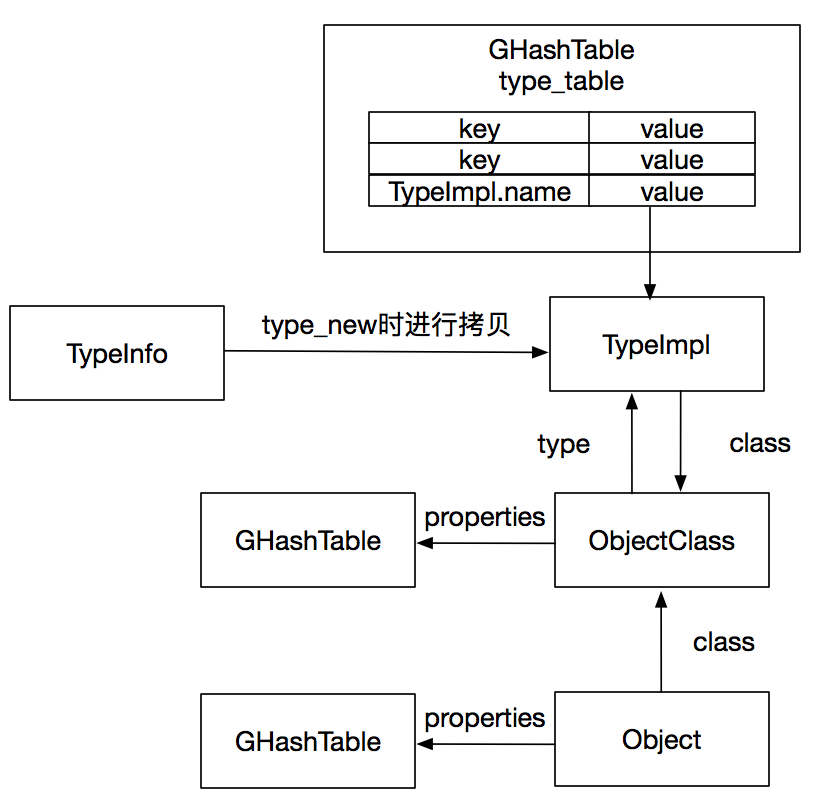 GHashTable
type_table
key value
key value
TypeImpl.name value
type_new时进行拷贝
TypeInfo
TypeImpl
type
class
properties
GHashTable
ObjectClass
class
properties
GHashTable
Object